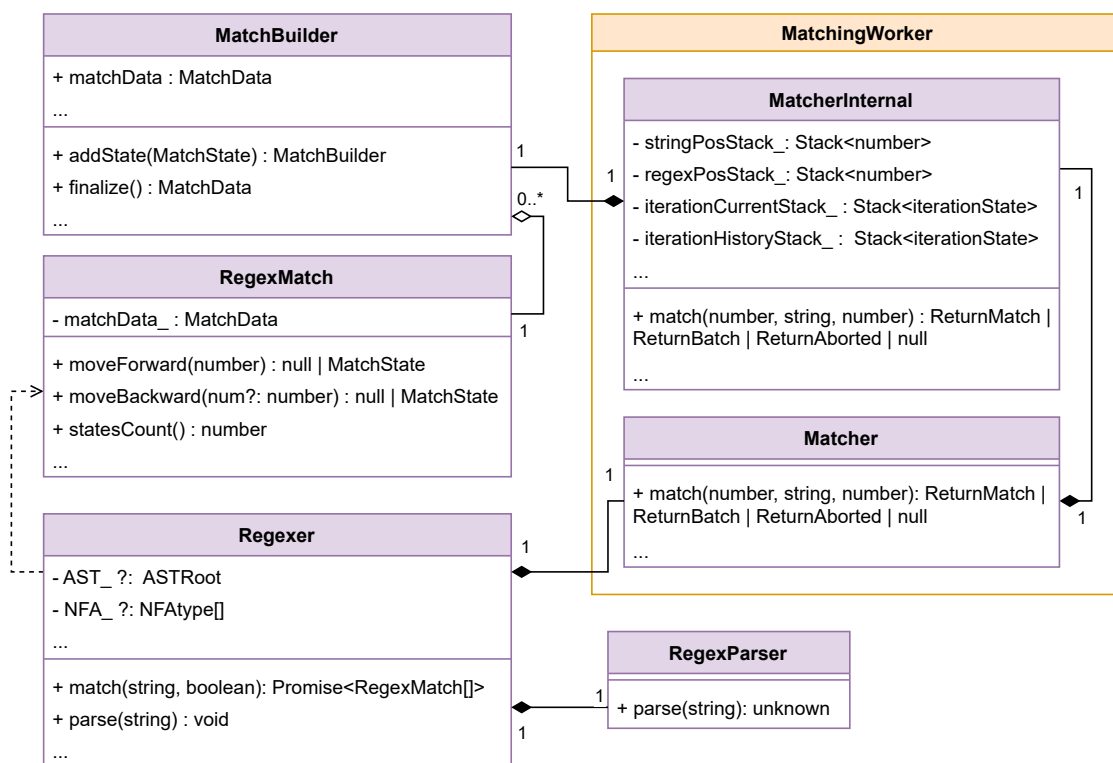 MatchBuilder
+ matchData : MatchData
...
+ addState(MatchState) : MatchBuilder
+ finalize() : MatchData
...
1
0..*
RegexMatch
- matchData_ : MatchData
1
+ moveForward(number) : null | MatchState
+ moveBackward(num?: number) : null | MatchState
+ statesCount() : number
...
MatchingWorker
MatcherInternal
- stringPosStack_: Stack<number>
- regexPosStack_: Stack<number>
- iterationCurrentStack_ : Stack<iterationState>
- iterationHistoryStack_ :  Stack<iterationState>
...
+ match(number, string, number) : ReturnMatch |
ReturnBatch | ReturnAborted | null
...
1
1
Matcher
+ match(number, string, number): ReturnMatch |
ReturnBatch | ReturnAborted | null
...
1
1
Regexer
- AST_ ?:  ASTRoot
- NFA_ ?: NFAtype[]
...
+ match(string, boolean): Promise<RegexMatch[]>
+ parse(string) : void
...
1
1
RegexParser
+ parse(string): unknown
1